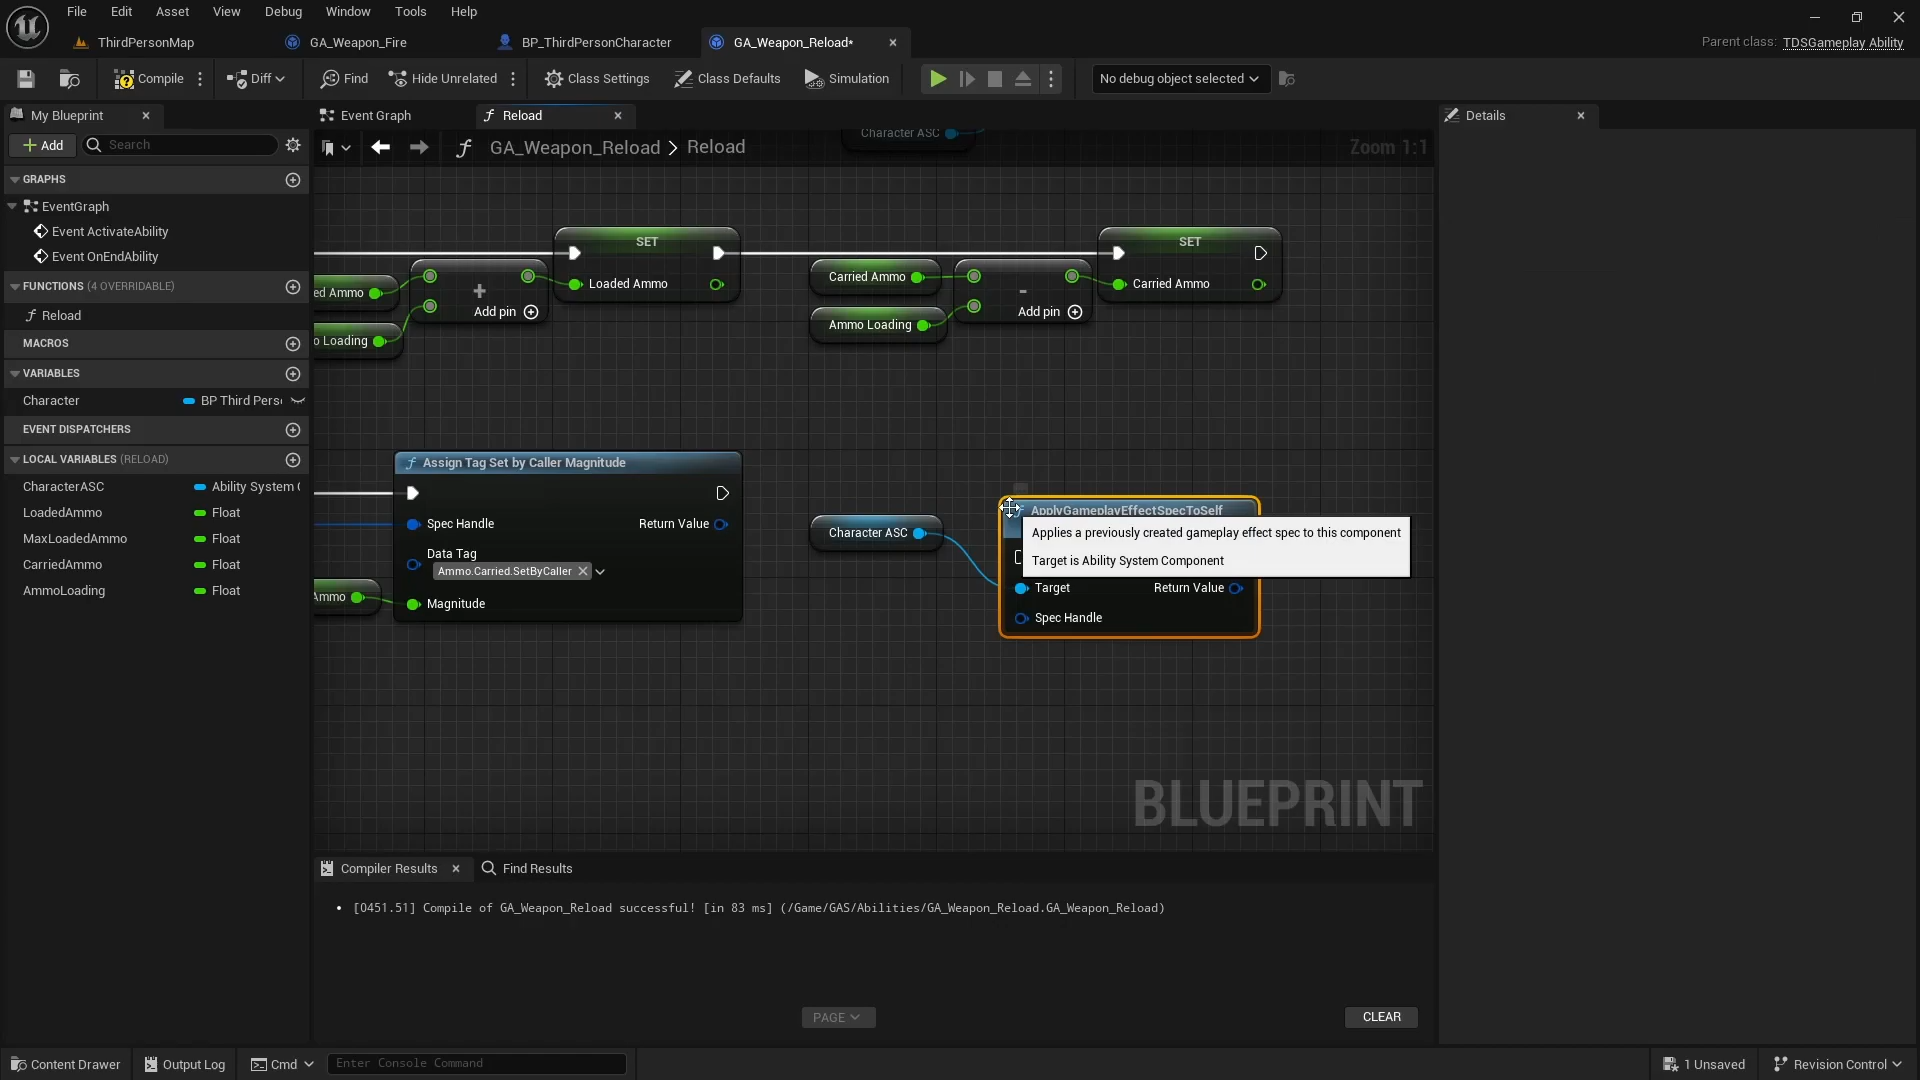 File Edit Asset View Debug Window Tools Help
ThirdPersonMap GA_Weapon_Fire BP_ThirdPersonCharacter GA_Weapon_Reload*
Parent class: TDSGameplay Ability
Compile Diff Find Hide Unrelated Class Settings Class Defaults Simulation No debug object selected
My Blueprint
Add Search
GRAPHS
EventGraph
Event ActivateAbility
Event OnEndAbility
FUNCTIONS (4 OVERRIDABLE)
Reload
MACROS
VARIABLES
Character BP Third Pers
EVENT DISPATCHERS
LOCAL VARIABLES (RELOAD)
CharacterASC Ability System (
LoadedAmmo Float
MaxLoadedAmmo Float
CarriedAmmo Float
AmmoLoading Float
Event Graph Reload
Character ASC
GA_Weapon_Reload > Reload
Zoom 1:1
SET
Loaded Ammo
ed Ammo
o Loading
+
Add pin
Carried Ammo
Ammo Loading
-
Add pin
SET
Carried Ammo
Assign Tag Set by Caller Magnitude
Spec Handle Return Value
Data Tag
Ammo.Carried.SetByCaller
Magnitude
Ammo
Character ASC
ApplyGameplayEffectSpecToSelf
Applies a previously created gameplay effect spec to this component
Target is Ability System Component
Target Return Value
Spec Handle
BLUEPRINT
Details
Compiler Results Find Results
[0451.51] Compile of GA_Weapon_Reload successful! [in 83 ms] (/Game/GAS/Abilities/GA_Weapon_Reload.GA_Weapon_Reload)
PAGE CLEAR
Content Drawer Output Log Cmd Enter Console Command 1 Unsaved Revision Control